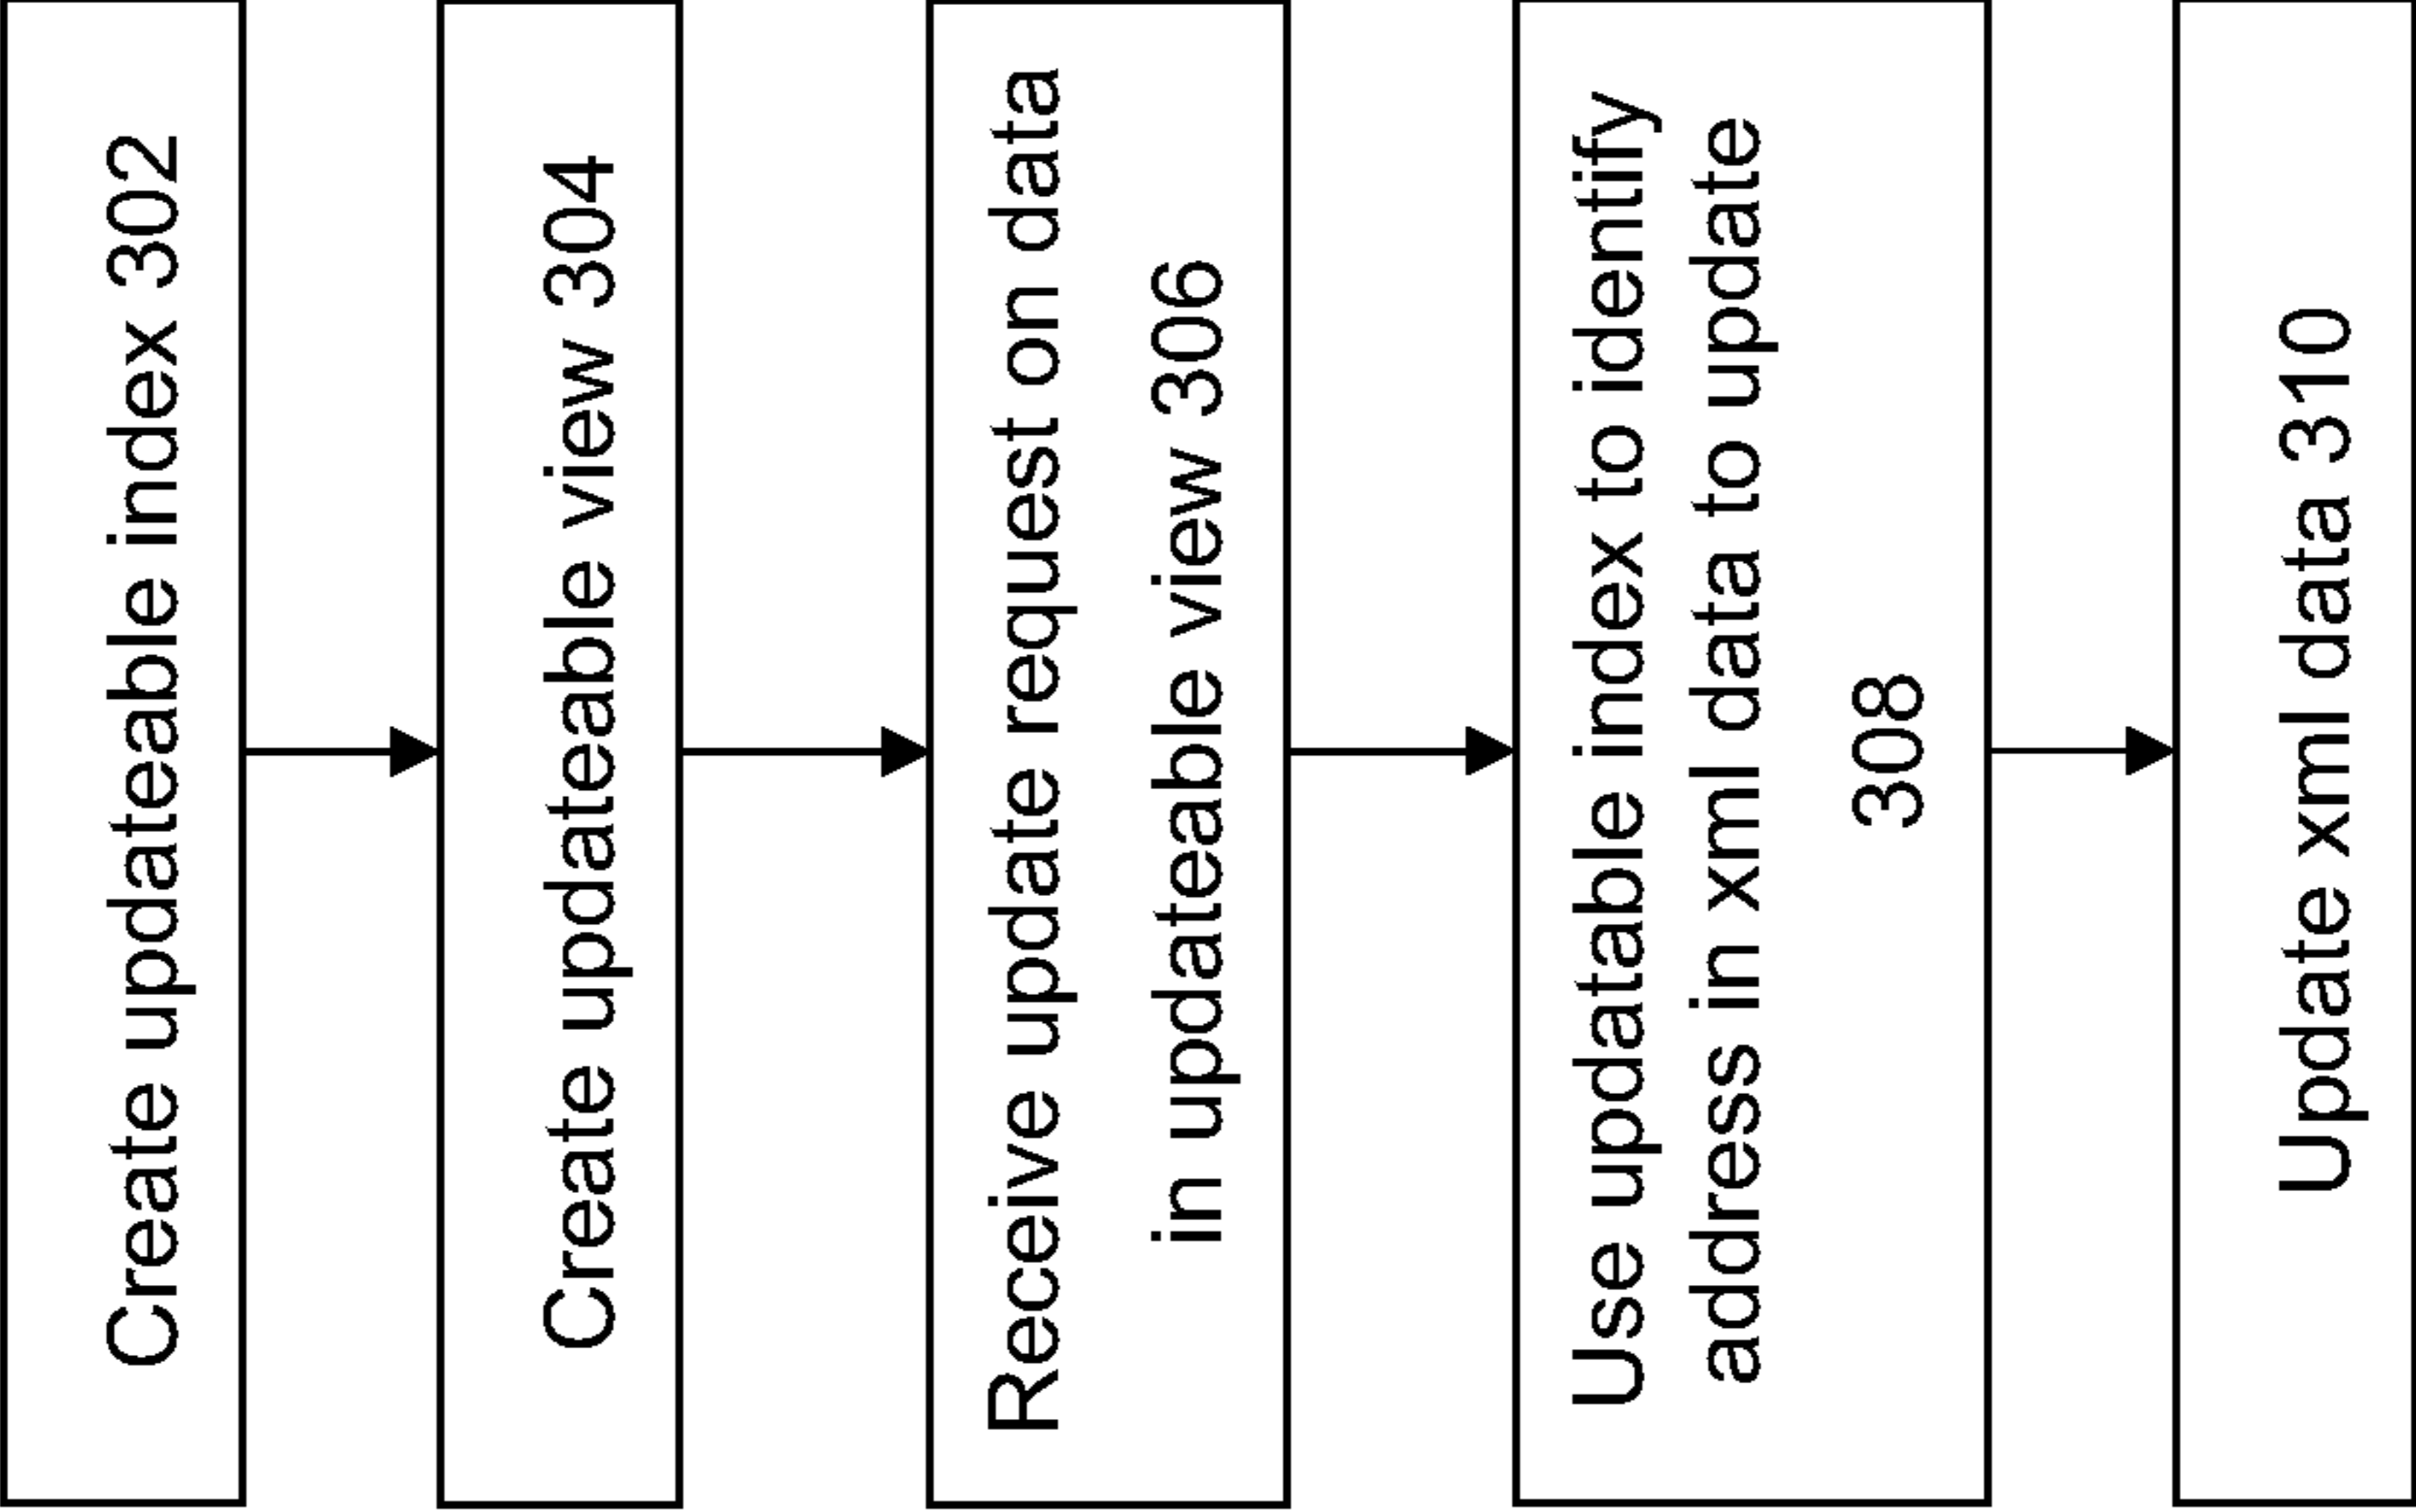 Create updateable index 302
Create updateable view 304
Receive update request on data
in updateable view 306
Use updatable index to identify
address in xml data to update
308
Update xml data 310